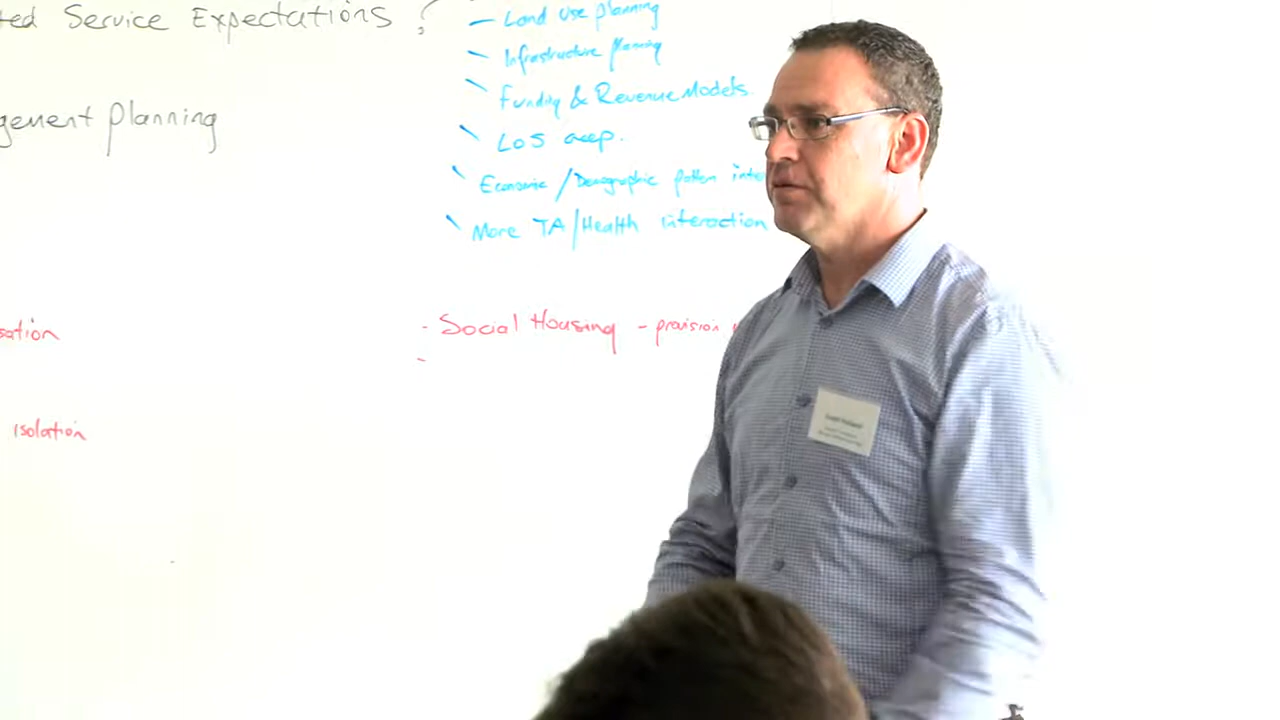 ted Service Expectations ?
gement Planning
sation
isolation
- Land use planning
- Infrastructure planning
- Funding & Revenue Models.
- LoS accp.
- Economic / Demographic
- More TA/Health interaction
- Social Housing - provision
-